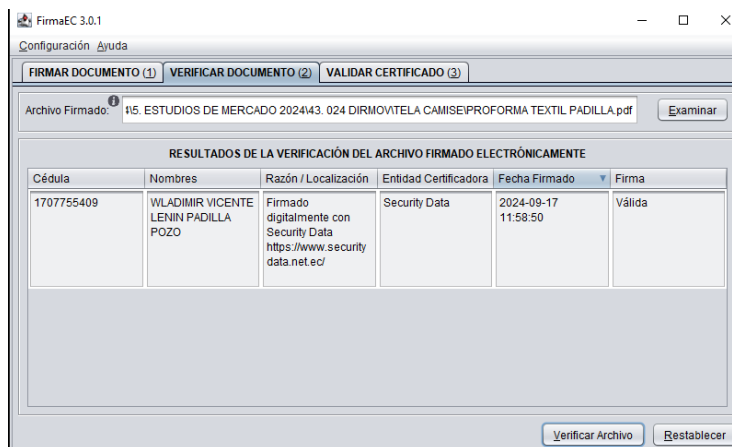 FirmaEC 3.0.1
Configuración Ayuda
FIRMAR DOCUMENTO (1) VERIFICAR DOCUMENTO (2) VALIDAR CERTIFICADO (3)
Archivo Firmado: \5. ESTUDIOS DE MERCADO 2024\43. 024 DIRMOV\TELA CAMISE\PROFORMA TEXTIL PADILLA.pdf Examinar
RESULTADOS DE LA VERIFICACIÓN DEL ARCHIVO FIRMADO ELECTRÓNICAMENTE
Cédula Nombres Razón / Localización Entidad Certificadora Fecha Firmado Firma
1707755409 WLADIMIR VICENTE Firmado Security Data 2024-09-17 Válida
LENIN PADILLA digitalmente con 11:58:50
POZO Security Data
https://www.security
data.net.ec/
Verificar Archivo Restablecer